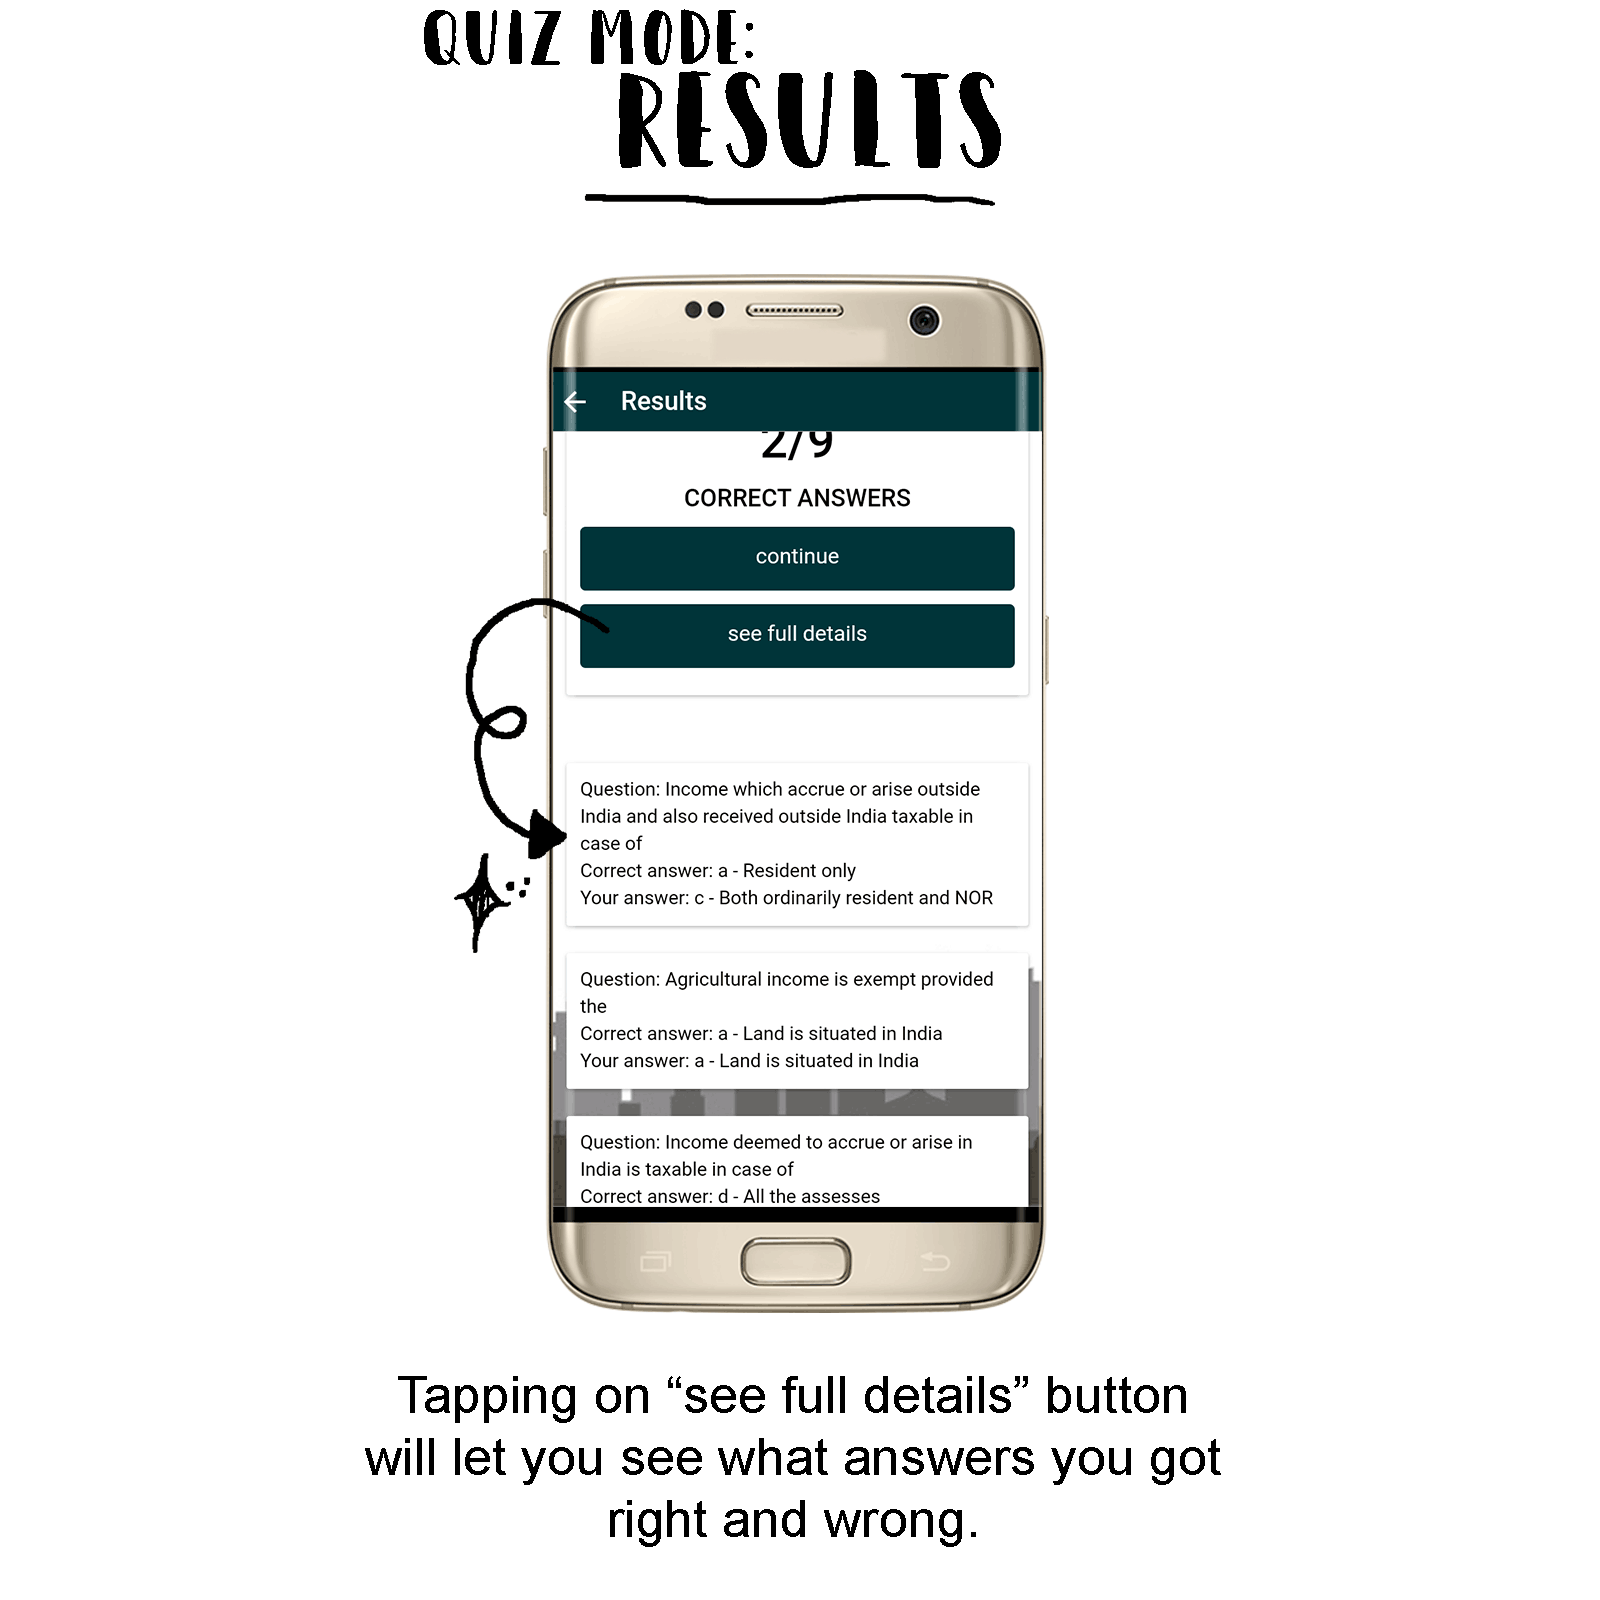 QUIZ MODE:
RESULTS
Results
2/9
CORRECT ANSWERS
continue
see full details
Question: Income which accrue or arise outside
India and also received outside India taxable in
case of
Correct answer: a - Resident only
Your answer: c - Both ordinarily resident and NOR
Question: Agricultural income is exempt provided
the
Correct answer: a - Land is situated in India
Your answer: a - Land is situated in India
Question: Income deemed to accrue or arise in
India is taxable in case of
Correct answer: d - All the assesses
Tapping on “see full details” button
will let you see what answers you got
right and wrong.